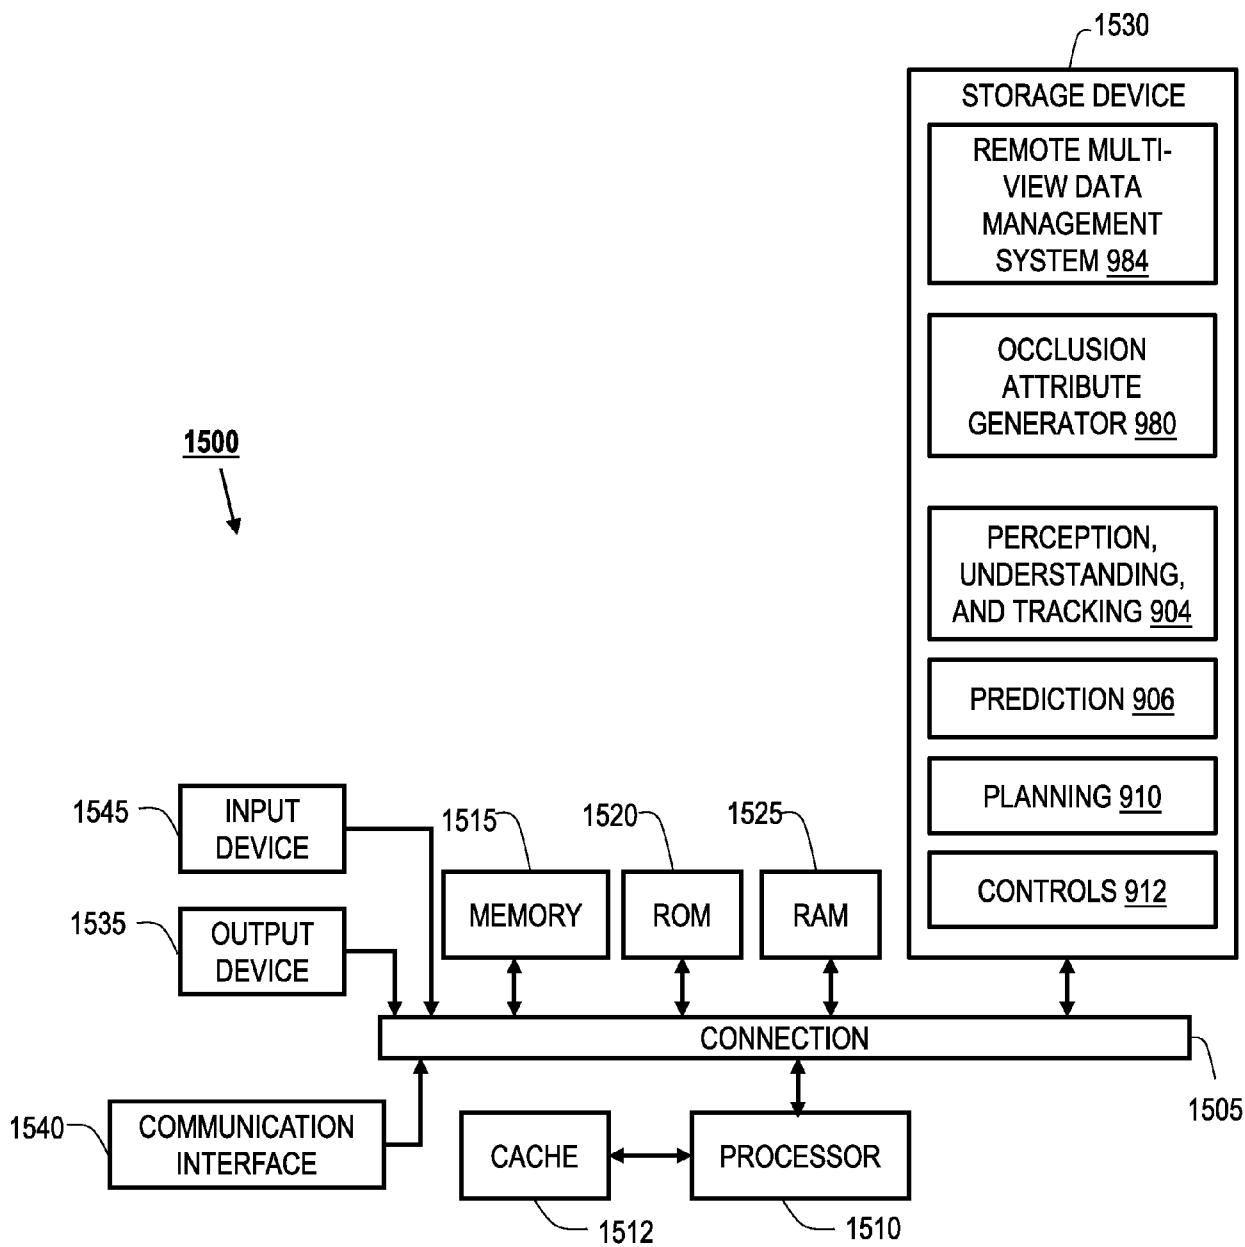 1530
STORAGE DEVICE
REMOTE MULTI-
VIEW DATA
MANAGEMENT
SYSTEM 984
OCCLUSION
ATTRIBUTE
GENERATOR 980
1500
PERCEPTION,
UNDERSTANDING,
AND TRACKING 904
PREDICTION 906
PLANNING 910
CONTROLS 912
1545
INPUT
DEVICE
1515
1520
1525
MEMORY
ROM
RAM
1535
OUTPUT
DEVICE
CONNECTION
1505
1540
COMMUNICATION
INTERFACE
CACHE
PROCESSOR
1512
1510